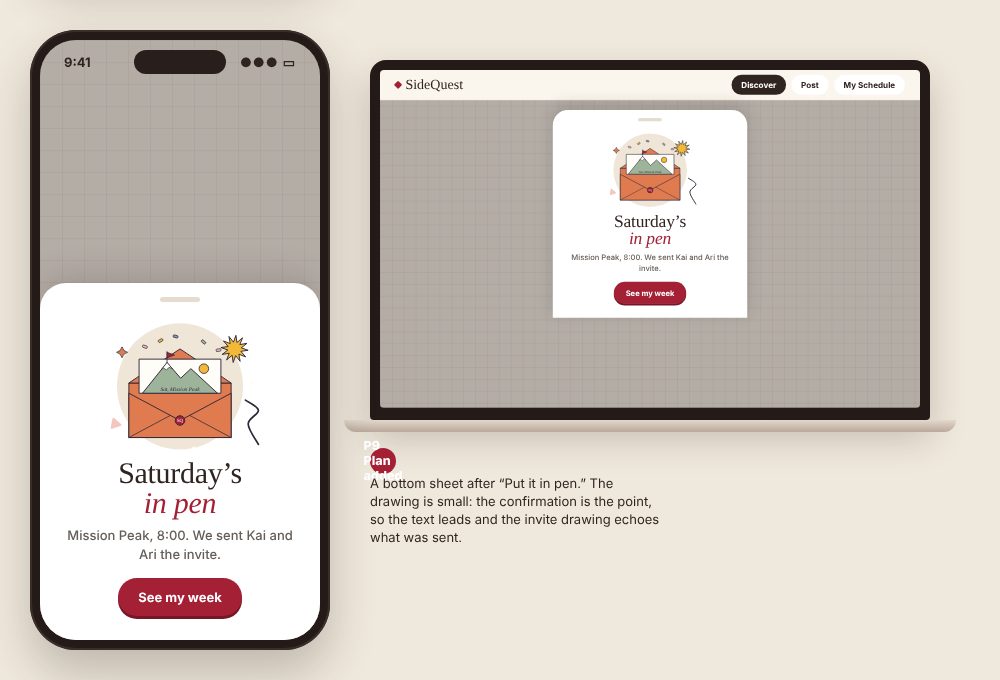 9:41
Sat, Mission Peak
Saturday’s
in pen
Mission Peak, 8:00. We sent Kai and
Ari the invite.
See my week
SideQuest
Discover
Post
My Schedule
Saturday’s
in pen
Mission Peak, 8:00. We sent Kai and Ari the
invite.
See my week
P9
Plan
A bottom sheet after “Put it in pen.” The
drawing is small: the confirmation is the point,
so the text leads and the invite drawing echoes
what was sent.